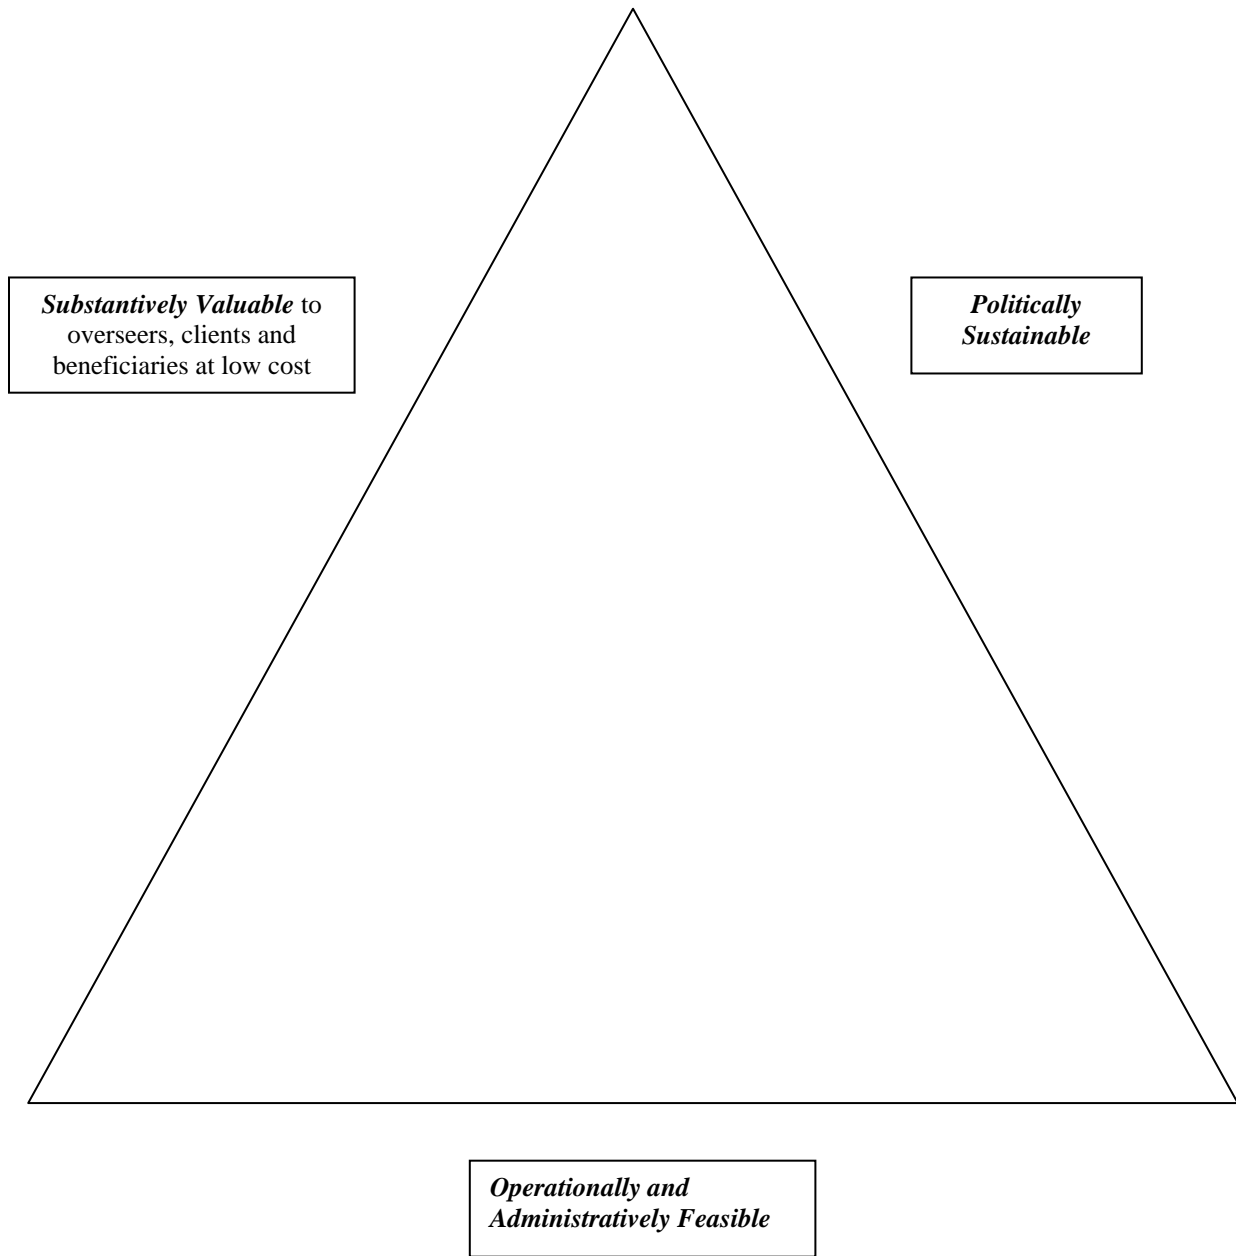 Substantively Valuable to
overseers, clients and
beneficiaries at low cost
Politically
Sustainable
Operationally and
Administratively Feasible